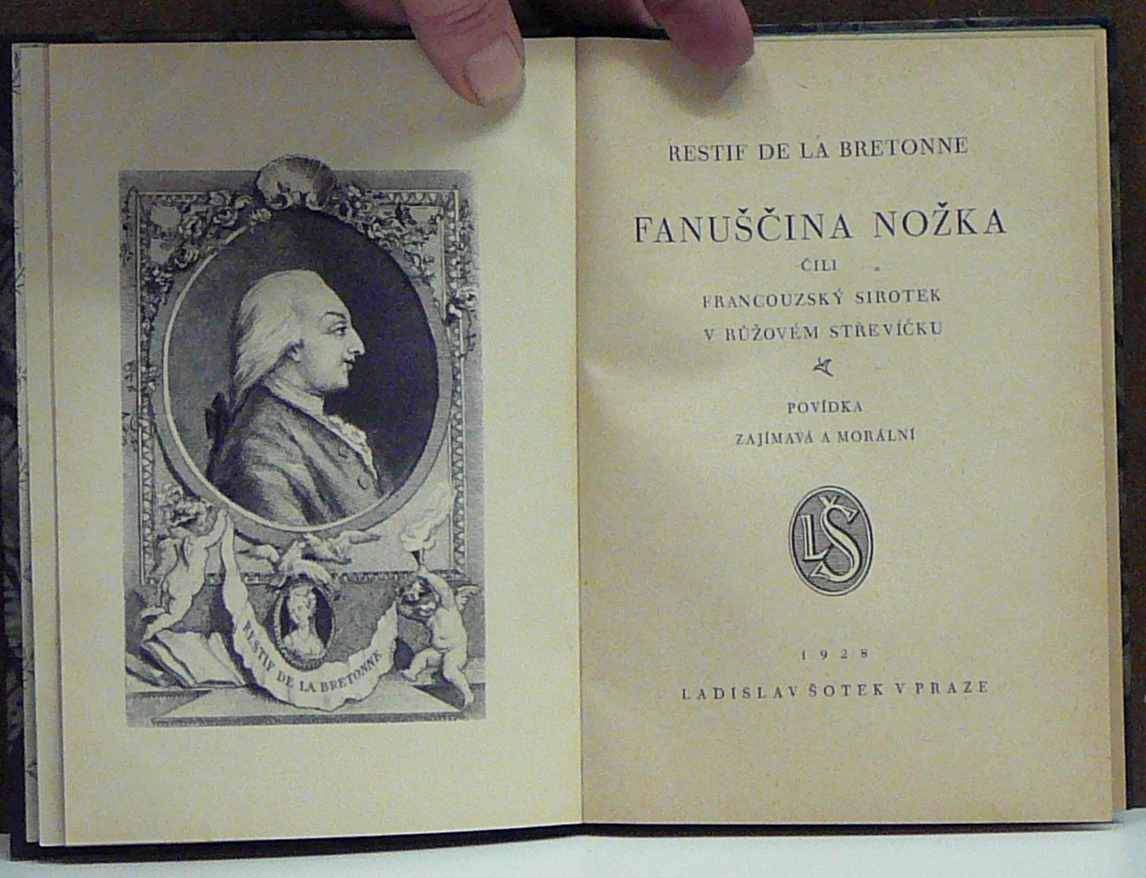 RESTIF DE LA BRETONNE
RESTIF DE LA BRETONNE
FANUŠČINA NOŽKA
ČILI
FRANCOUZSKÝ SIROTEK
V RŮŽOVÉM STŘEVÍČKU
POVÍDKA
ZAJÍMAVÁ A MORÁLNÍ
LŠ
1928
LADISLAV ŠOTEK V PRAZE